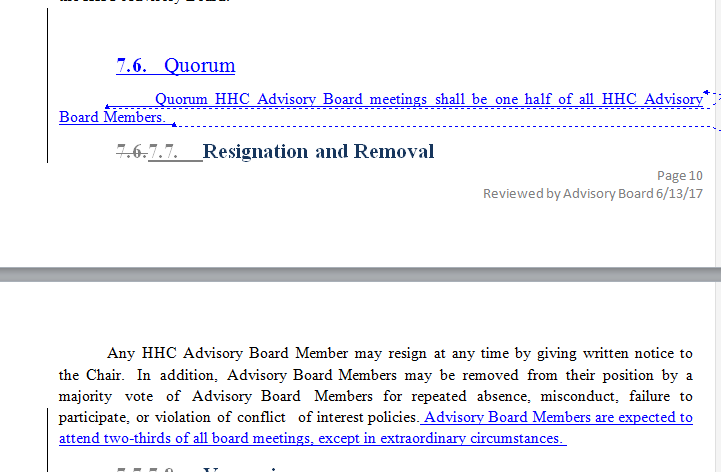 7.6. Quorum
Quorum HHC Advisory Board meetings shall be one half of all HHC Advisory
Board Members.
7.6.7.7. Resignation and Removal
Page 10
Reviewed by Advisory Board 6/13/17
Any HHC Advisory Board Member may resign at any time by giving written notice to
the Chair. In addition, Advisory Board Members may be removed from their position by a
majority vote of Advisory Board Members for repeated absence, misconduct, failure to
participate, or violation of conflict of interest policies. Advisory Board Members are expected to
attend two-thirds of all board meetings, except in extraordinary circumstances.